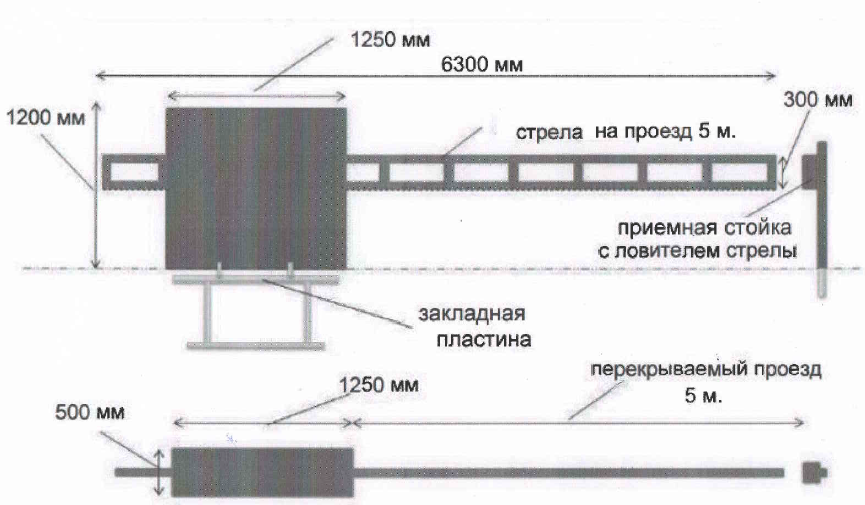 1250 мм
6300 мм
1200 мм
300 мм
стрела на проезд 5 м.
приемная стойка
с ловителем стрелы
закладная
пластина
1250 мм
перекрываемый проезд
5 м.
500 мм